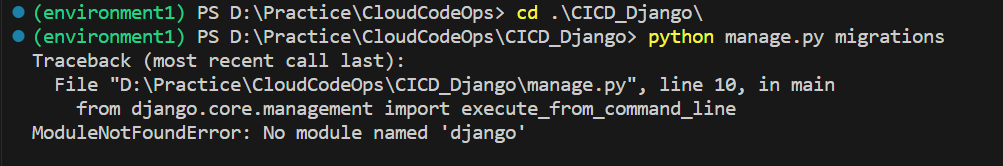 (environment1) PS D:\Practice\CloudCodeOps> cd .\CICD_Django\
(environment1) PS D:\Practice\CloudCodeOps\CICD_Django> python manage.py migrations
Traceback (most recent call last):
  File "D:\Practice\CloudCodeOps\CICD_Django\manage.py", line 10, in main
    from django.core.management import execute_from_command_line
ModuleNotFoundError: No module named 'django'